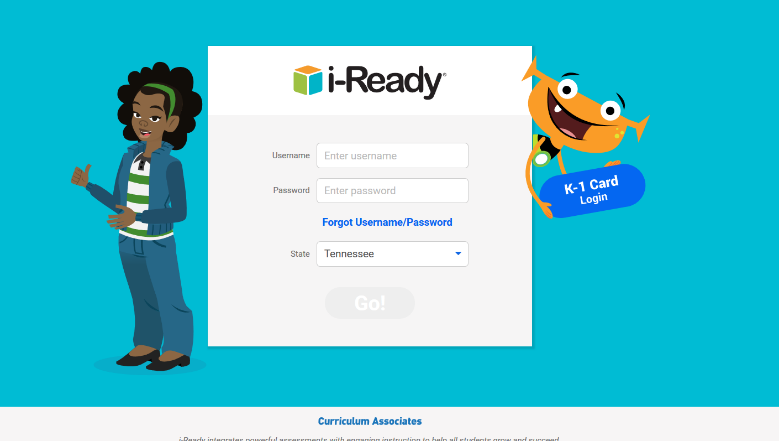 i-Ready®
Username
Enter username
Password
Enter password
Forgot Username/Password
State
Tennessee
Go!
K-1 Card
Login
Curriculum Associates
i-Ready integrates powerful assessments with engaging instruction to help all students grow and succeed